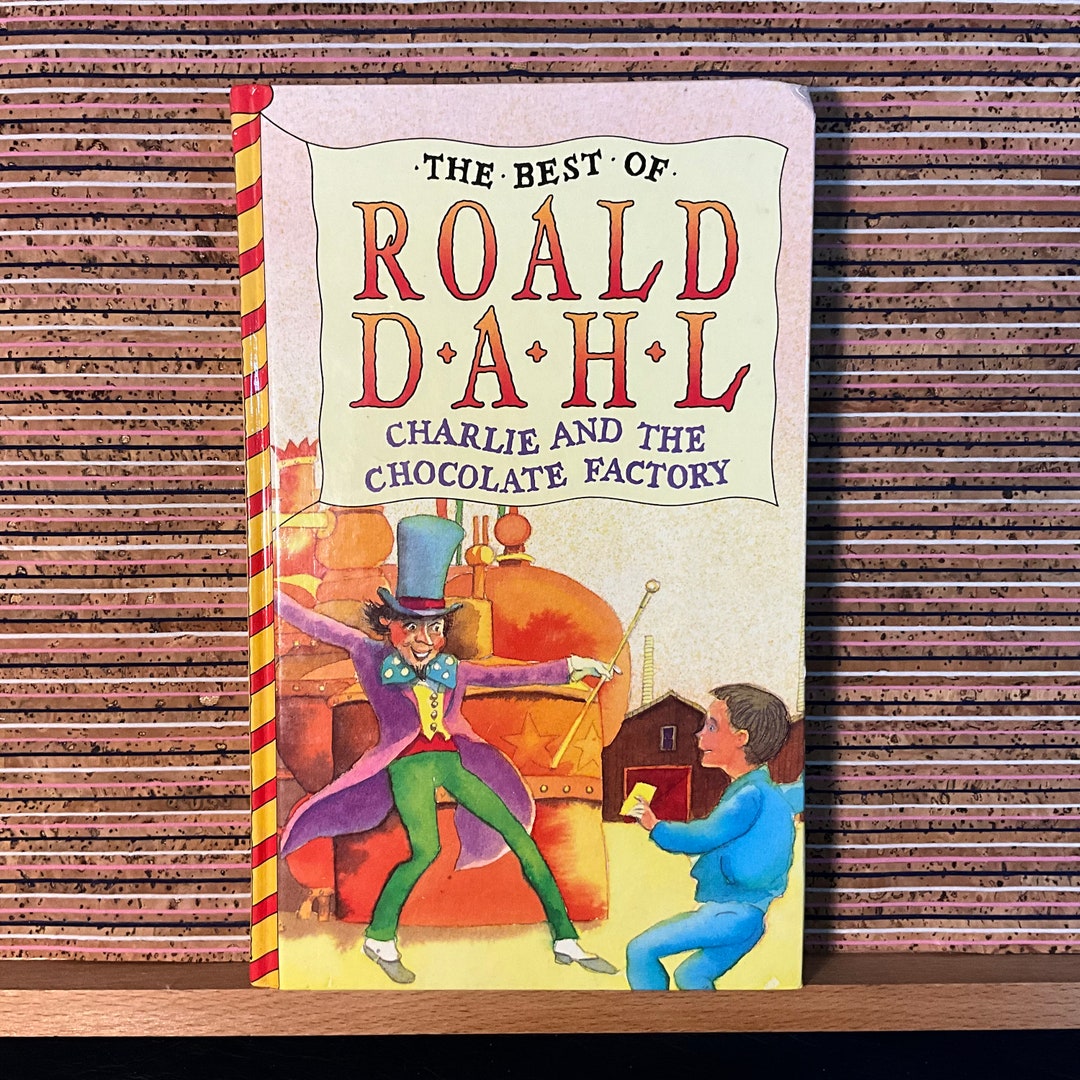 ·THE·BEST·OF·
ROALD
D·A·H·L
CHARLIE AND THE
CHOCOLATE FACTORY